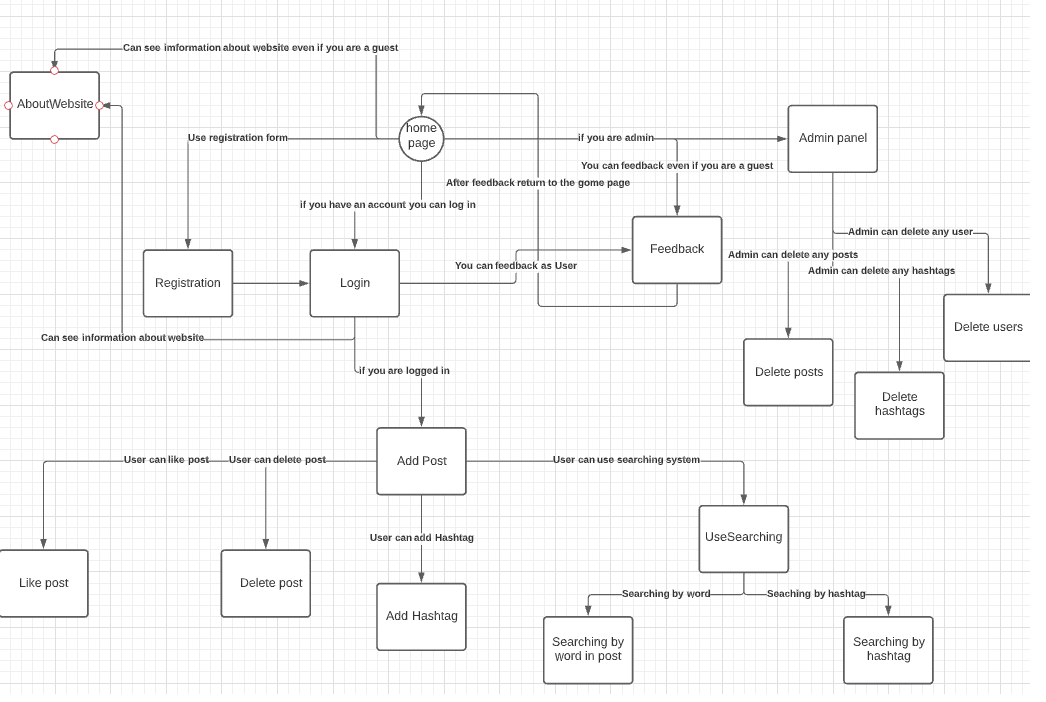 Can see imformation about website even if you are a guest
AboutWebsite
home
page
Use registration form
if you are admin
Admin panel
You can feedback even if you are a guest
After feedback return to the gome page
if you have an account you can log in
Admin can delete any user
Feedback
Admin can delete any posts
You can feedback as User
Admin can delete any hashtags
Registration
Login
Delete users
Can see information about website
if you are logged in
Delete posts
Delete
hashtags
User can like post
User can delete post
Add Post
User can use searching system
User can add Hashtag
UseSearching
Like post
Delete post
Searching by word
Seaching by hashtag
Add Hashtag
Searching by
word in post
Searching by
hashtag